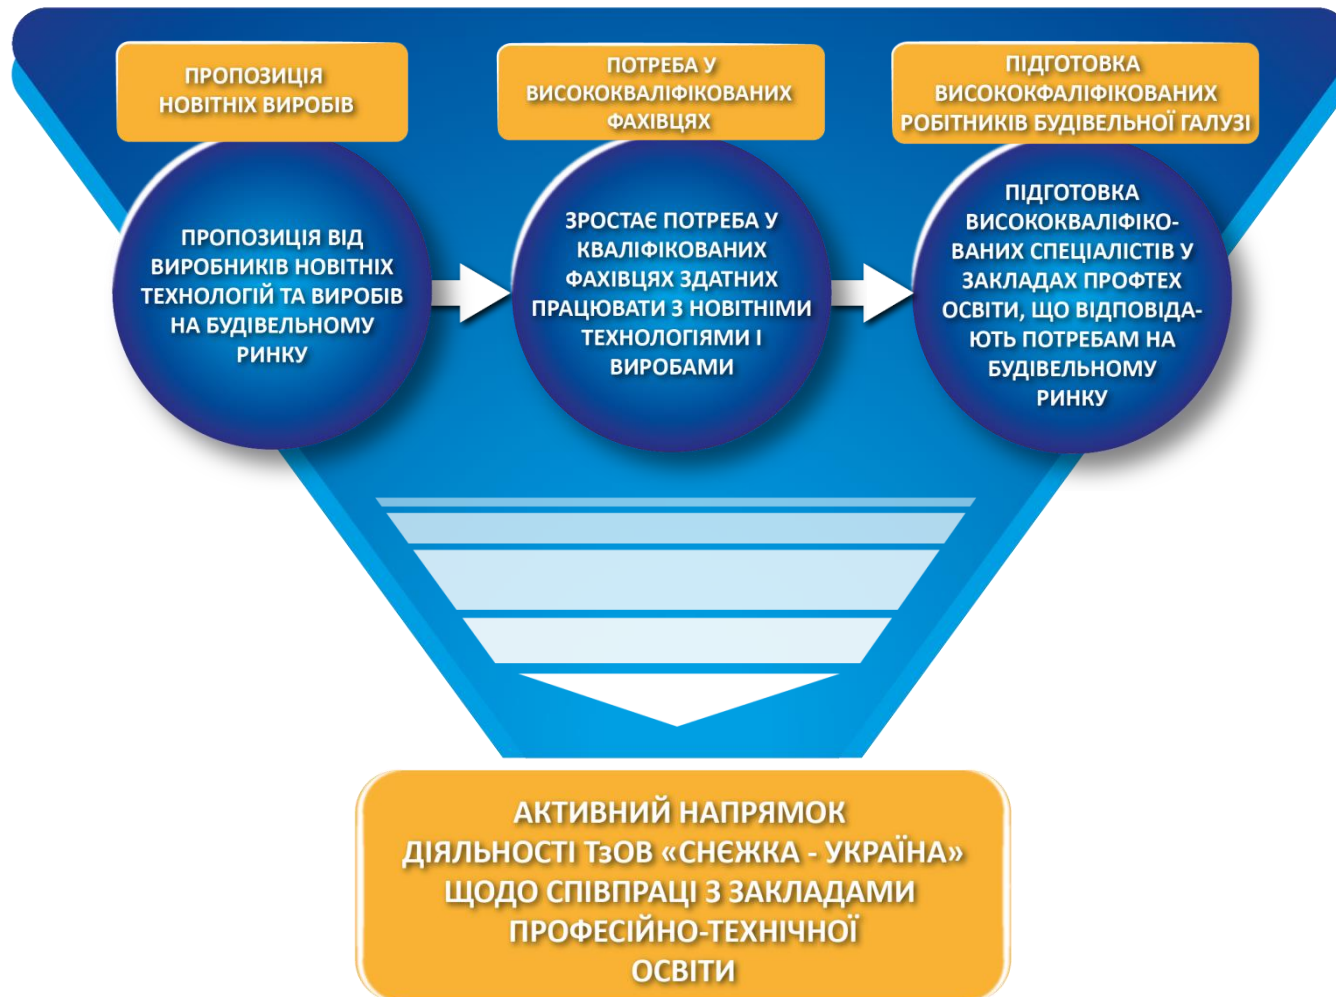 ПРОПОЗИЦІЯ
НОВІТНІХ ВИРОБІВ
ПОТРЕБА У
ВИСОКОКВАЛІФІКОВАНИХ
ФАХІВЦЯХ
ПІДГОТОВКА
ВИСОКОКФАЛІФІКОВАНИХ
РОБІТНИКІВ БУДІВЕЛЬНОЇ ГАЛУЗІ
ПРОПОЗИЦІЯ ВІД
ВИРОБНИКІВ НОВІТНІХ
ТЕХНОЛОГІЙ ТА ВИРОБІВ
НА БУДІВЕЛЬНОМУ
РИНКУ
ЗРОСТАЄ ПОТРЕБА У
КВАЛІФІКОВАНИХ
ФАХІВЦЯХ ЗДАТНИХ
ПРАЦЮВАТИ З НОВІТНІМИ
ТЕХНОЛОГІЯМИ І
ВИРОБАМИ
ПІДГОТОВКА
ВИСОКОКВАЛІФІКО-
ВАНИХ СПЕЦІАЛІСТІВ У
ЗАКЛАДАХ ПРОФТЕХ
ОСВІТИ, ЩО ВІДПОВІДА-
ЮТЬ ПОТРЕБАМ НА
БУДІВЕЛЬНОМУ
РИНКУ
АКТИВНИЙ НАПРЯМОК
ДІЯЛЬНОСТІ ТзОВ «СНЄЖКА - УКРАЇНА»
ЩОДО СПІВПРАЦІ З ЗАКЛАДАМИ
ПРОФЕСІЙНО-ТЕХНІЧНОЇ
ОСВІТИ